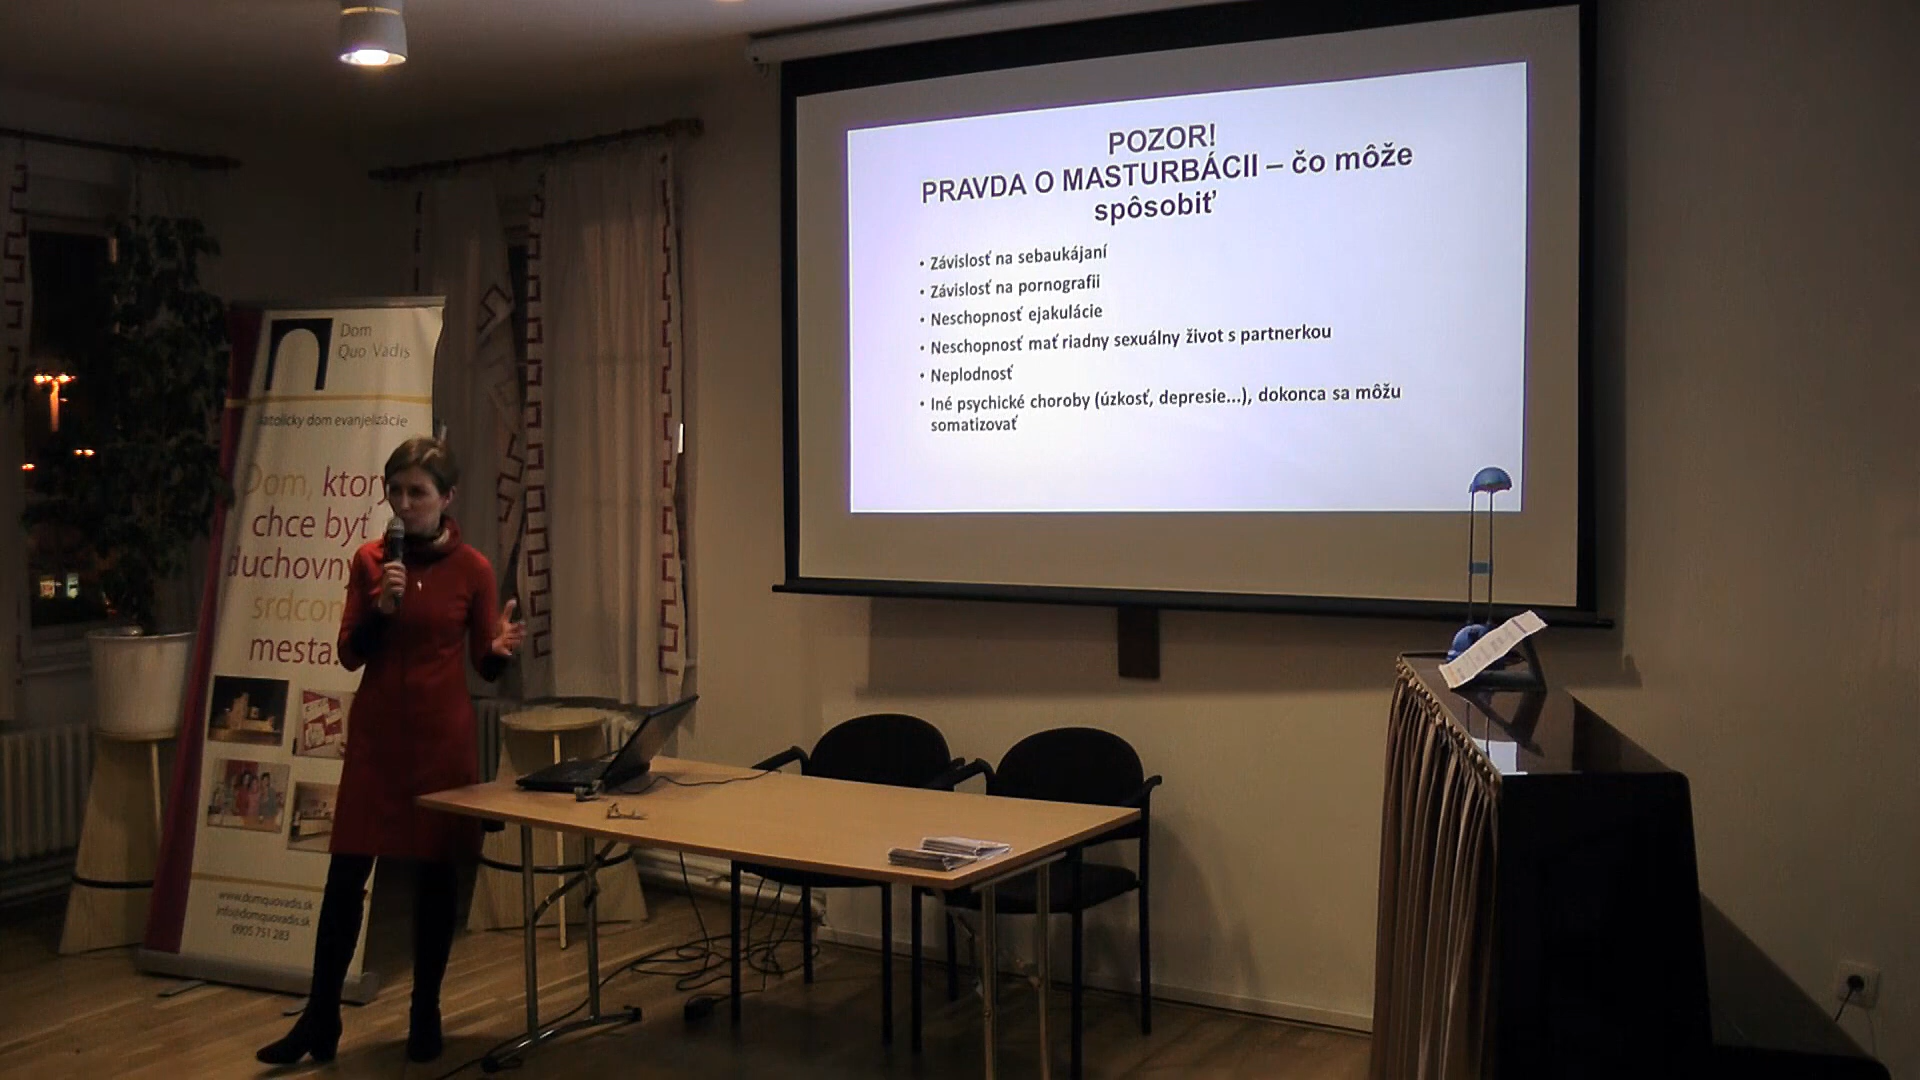 POZOR!
PRAVDA O MASTURBÁCII – čo môže
spôsobiť
• Závislosť na sebaukájaní
• Závislosť na pornografii
• Neschopnosť ejakulácie
• Neschopnosť mať riadny sexuálny život s partnerkou
• Neplodnosť
• Iné psychické choroby (úzkosť, depresie...), dokonca sa môžu
somatizovať
Dom
Quo Vadis
katolícky dom evanjelizácie
Dom, ktorý
chce byť
duchovný
srdcom
mesta.
www.domquovadis.sk
info@domquovadis.sk
0905 751 283